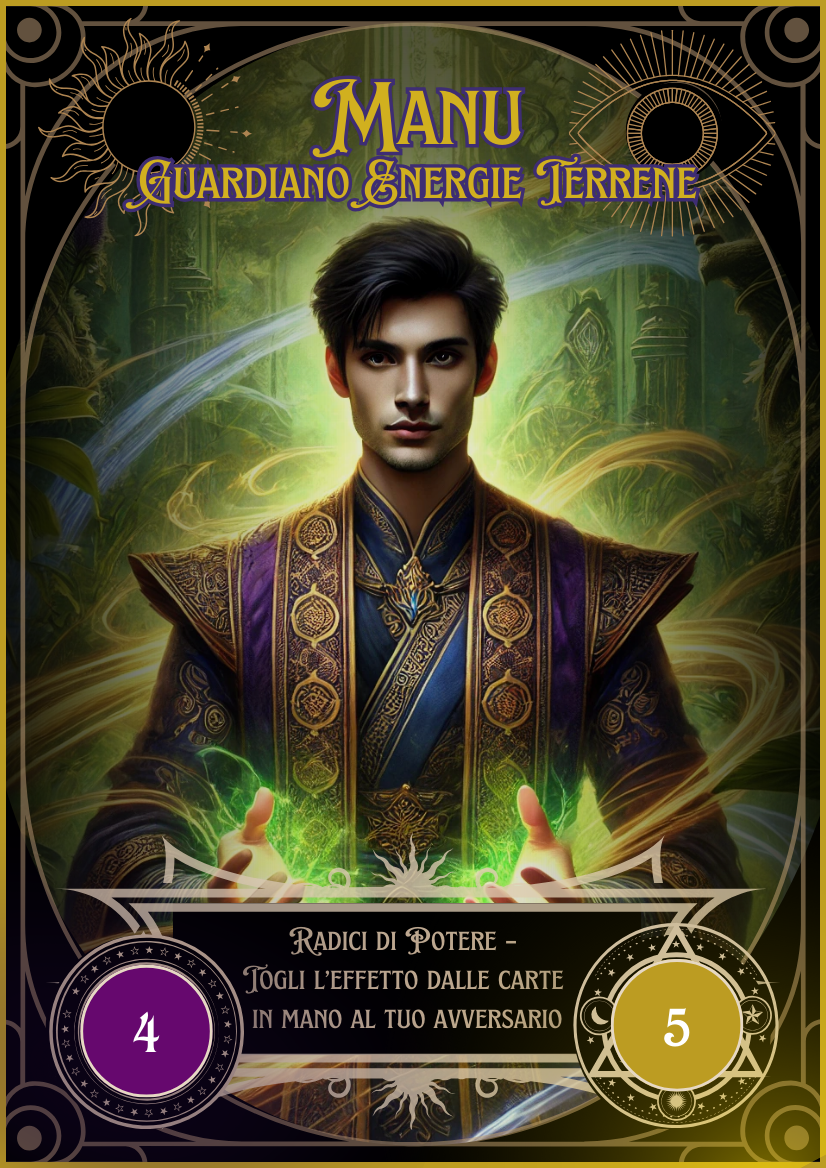 Manu
Guardiano Energie Terrene
Radici di Potere –
Togli l'effetto dalle carte
in mano al tuo avversario
4
5